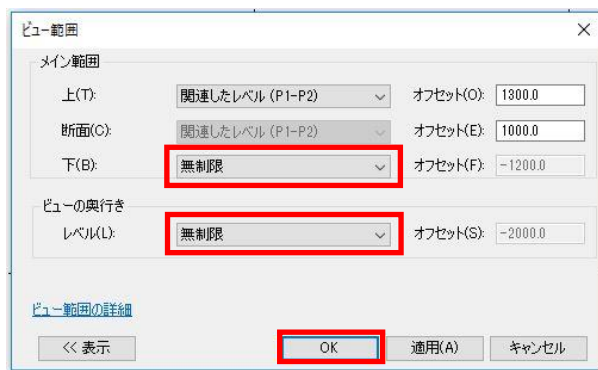 ビュー範囲
メイン範囲
上(T): 関連したレベル (P1-P2) オフセット(O): 1300.0
断面(C): 関連したレベル (P1-P2) オフセット(E): 1000.0
下(B): 無制限 オフセット(F): -1200.0
ビューの奥行き
レベル(L): 無制限 オフセット(S): -2000.0
ビュー範囲の詳細
<< 表示 OK 適用(A) キャンセル